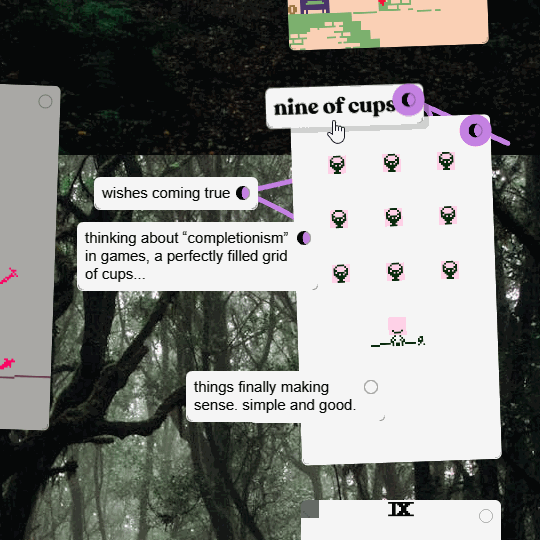 nine of cups
wishes coming true
thinking about “completionism”
in games, a perfectly filled grid
of cups...
things finally making
sense. simple and good.
IX